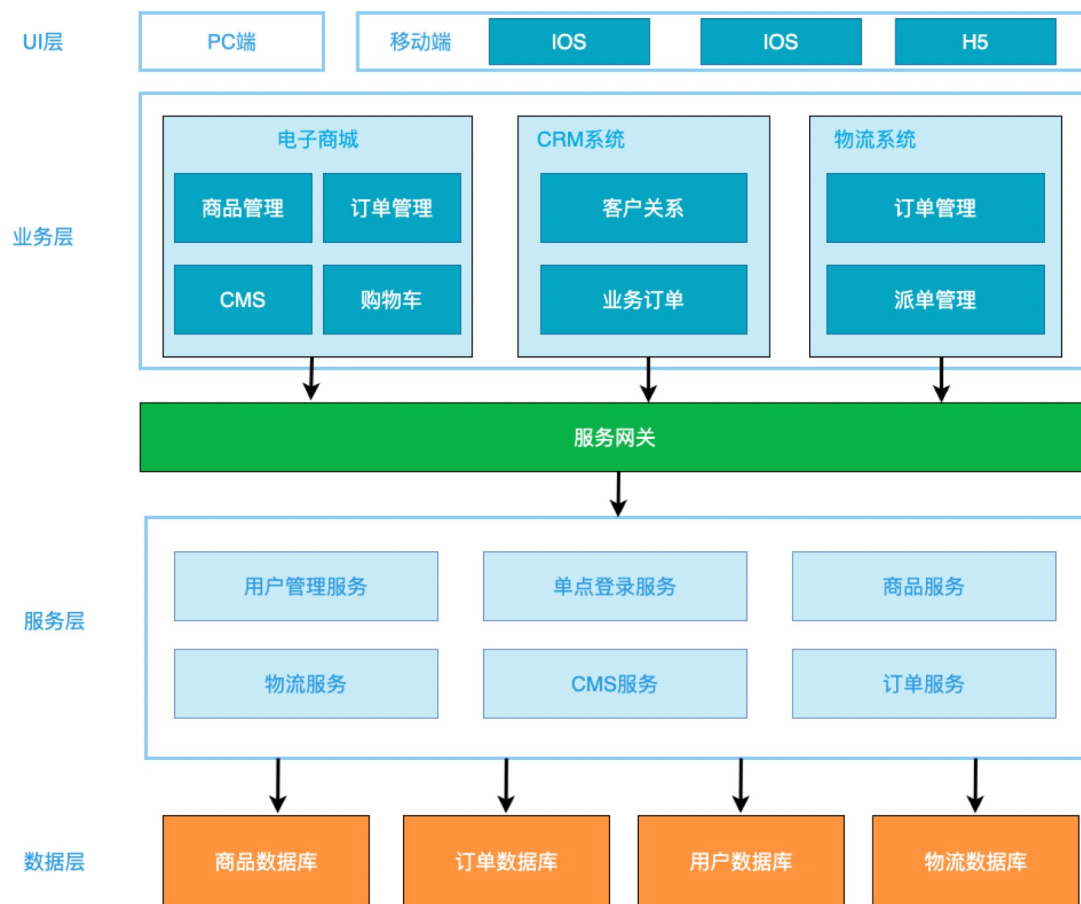 UI层
PC端
移动端
IOS
IOS
H5
业务层
电子商城
商品管理
订单管理
CMS
购物车
CRM系统
客户关系
业务订单
物流系统
订单管理
派单管理
服务网关
服务层
用户管理服务
单点登录服务
商品服务
物流服务
CMS服务
订单服务
数据层
商品数据库
订单数据库
用户数据库
物流数据库